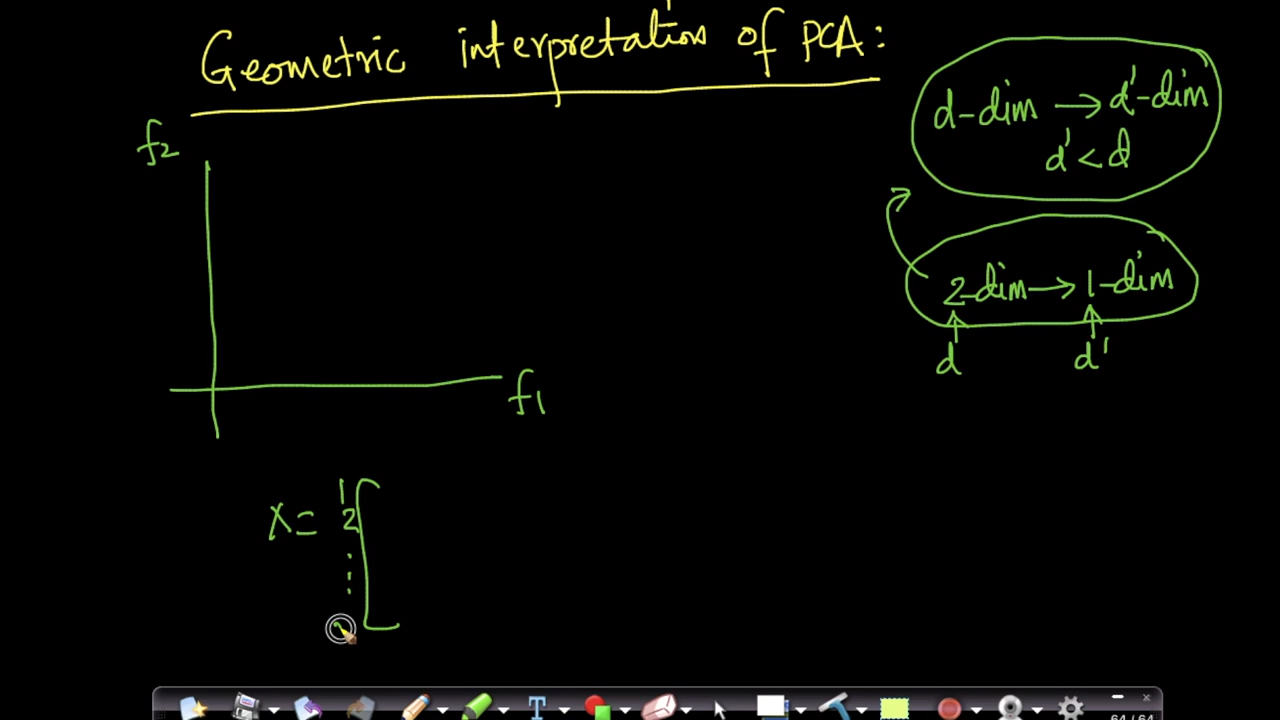 Geometric interpretation of PCA:
d-dim → d'-dim
d' < d
2-dim → 1-dim
d d'
f2
f1
X = 1
2
⋮
T